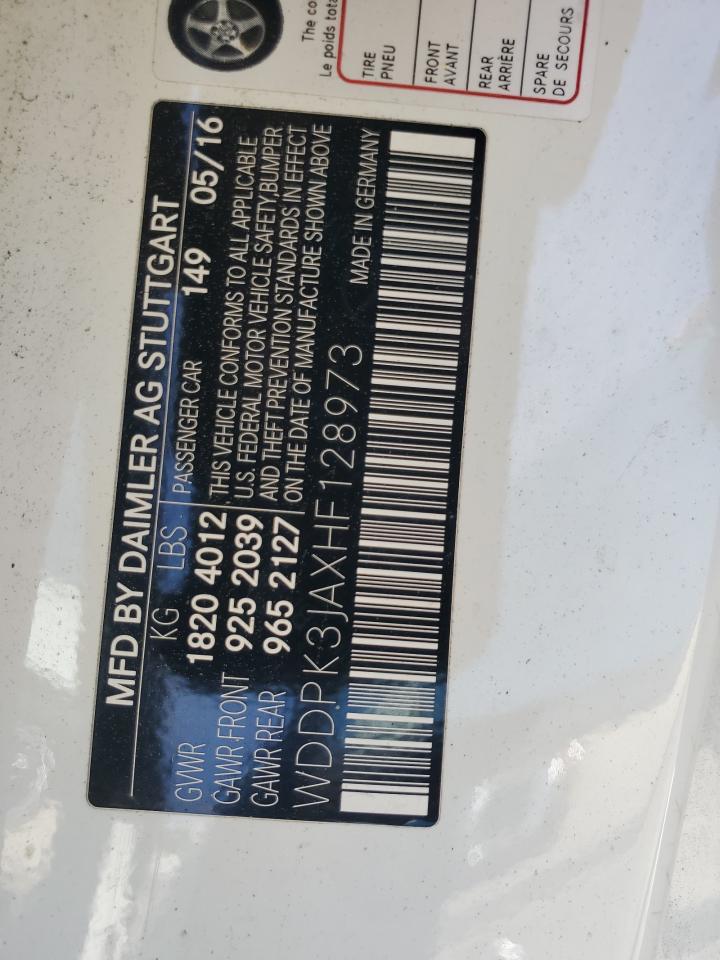 MFD BY DAIMLER AG STUTTGART
KG LBS PASSENGER CAR 149 05/16
GVWR 1820 4012 THIS VEHICLE CONFORMS TO ALL APPLICABLE
GAWR FRONT 925 2039 U.S. FEDERAL MOTOR VEHICLE SAFETY,BUMPER,
GAWR REAR 965 2127 AND THEFT PREVENTION STANDARDS IN EFFECT
ON THE DATE OF MANUFACTURE SHOWN ABOVE
WDDPK3JAXHF128973 MADE IN GERMANY
The
Le poids
TIRE
PNEU
FRONT
AVANT
REAR
ARRIÈRE
SPARE
DE SECOURS